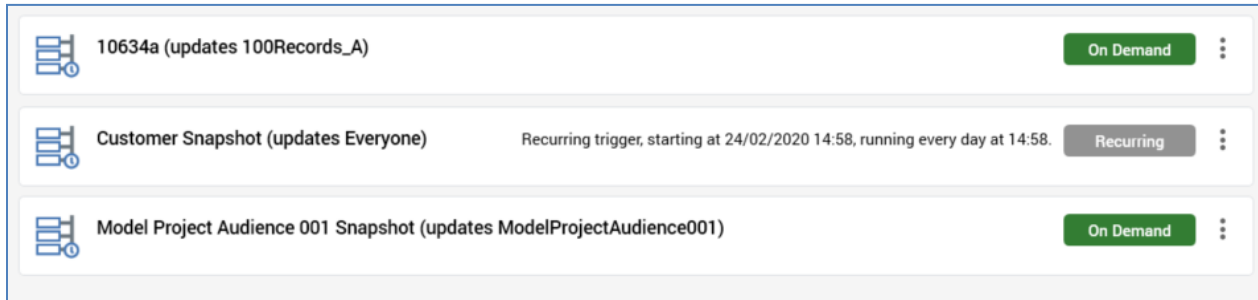 10634a (updates 100Records_A)
On Demand
Customer Snapshot (updates Everyone)
Recurring trigger, starting at 24/02/2020 14:58, running every day at 14:58.
Recurring
Model Project Audience 001 Snapshot (updates ModelProjectAudience001)
On Demand